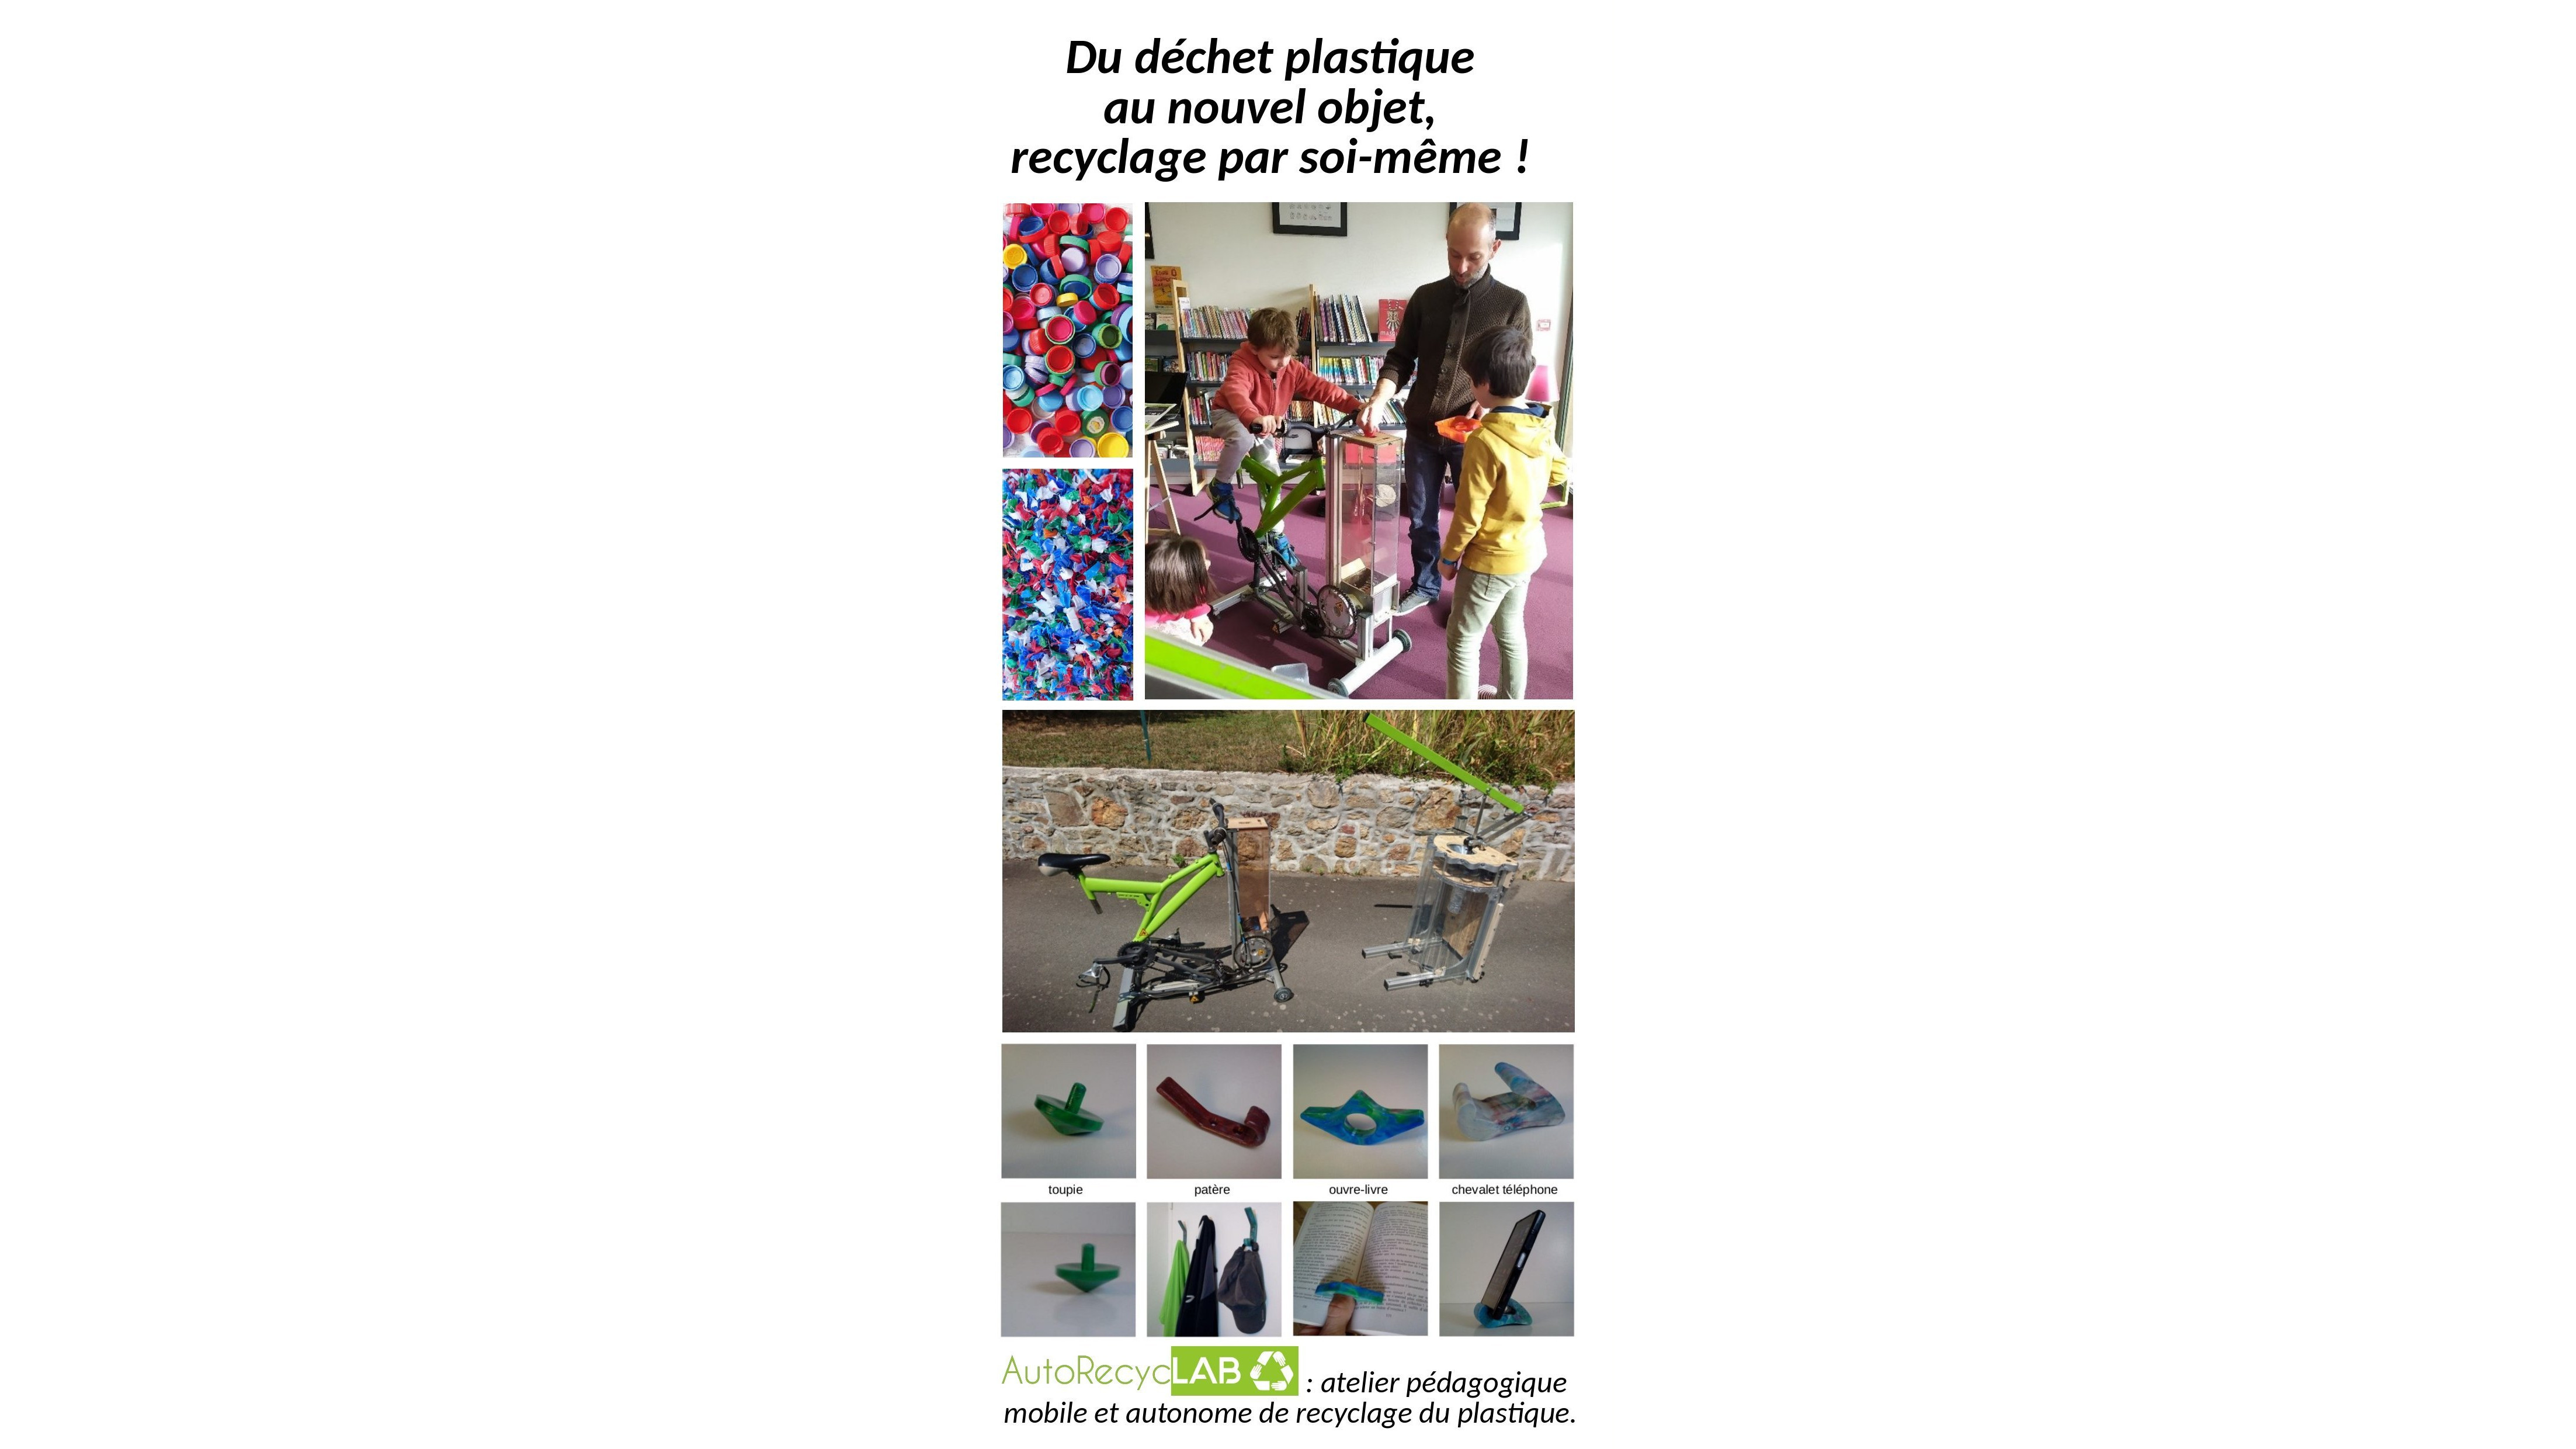 Du déchet plastique
au nouvel objet,
recyclage par soi-même !
toupie
patère
ouvre-livre
chevalet téléphone
AutoRecycLAB : atelier pédagogique
mobile et autonome de recyclage du plastique.